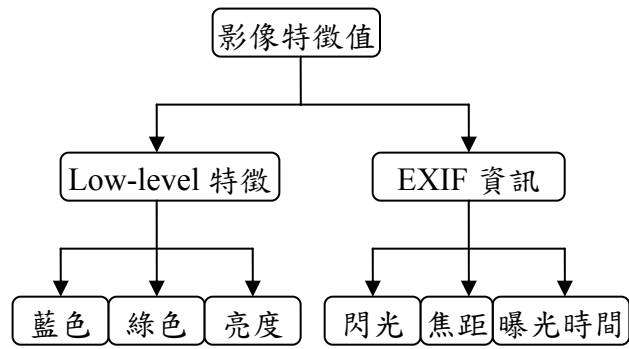 影像特徵值
Low-level 特徵
EXIF 資訊
藍色
綠色
亮度
閃光
焦距
曝光時間